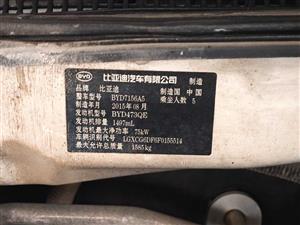 BYD 比亚迪汽车有限公司 制造
品牌 比亚迪 制造国 中国
整车型号 BYD7156A5 乘坐人数 5
制造年月 2015年08月
发动机型号 BYD473QE
发动机排量 1497mL
发动机最大净功率 75kW
车辆识别代号 LGXCG6DF6F0155514
最大允许总质量 1585kg